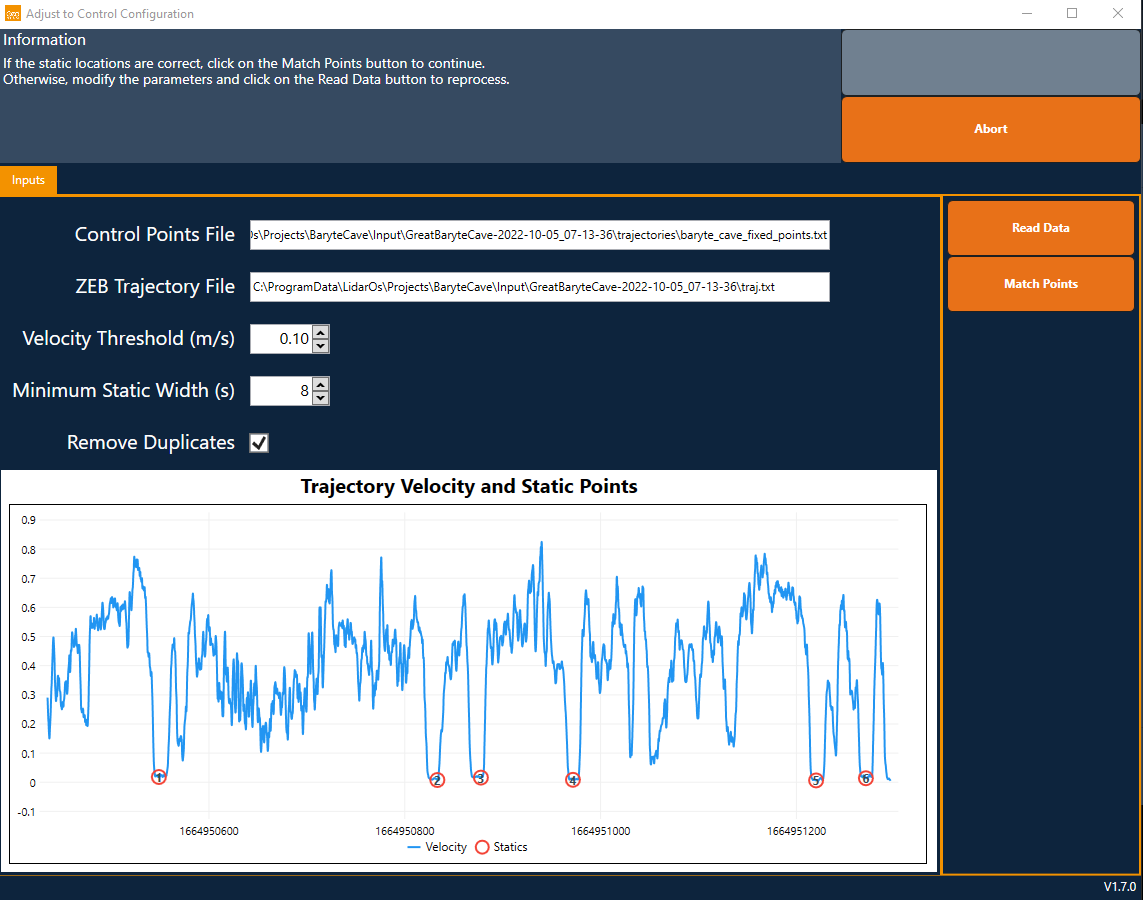 Adjust to Control Configuration
Information
If the static locations are correct, click on the Match Points button to continue.
Otherwise, modify the parameters and click on the Read Data button to reprocess.
Abort
Inputs
Control Points File
s\Projects\BaryteCave\Input\GreatBaryteCave-2022-10-05_07-13-36\trajectories\baryte_cave_fixed_points.txt
Read Data
ZEB Trajectory File
C:\ProgramData\LidarOs\Projects\BaryteCave\Input\GreatBaryteCave-2022-10-05_07-13-36\traj.txt
Match Points
Velocity Threshold (m/s)
0.10
Minimum Static Width (s)
8
Remove Duplicates
Trajectory Velocity and Static Points
0.9
0.8
0.7
0.6
0.5
0.4
0.3
0.2
0.1
0
-0.1
1 2 3 4 5 6
1664950600 1664950800 1664951000 1664951200
Velocity Statics
V1.7.0